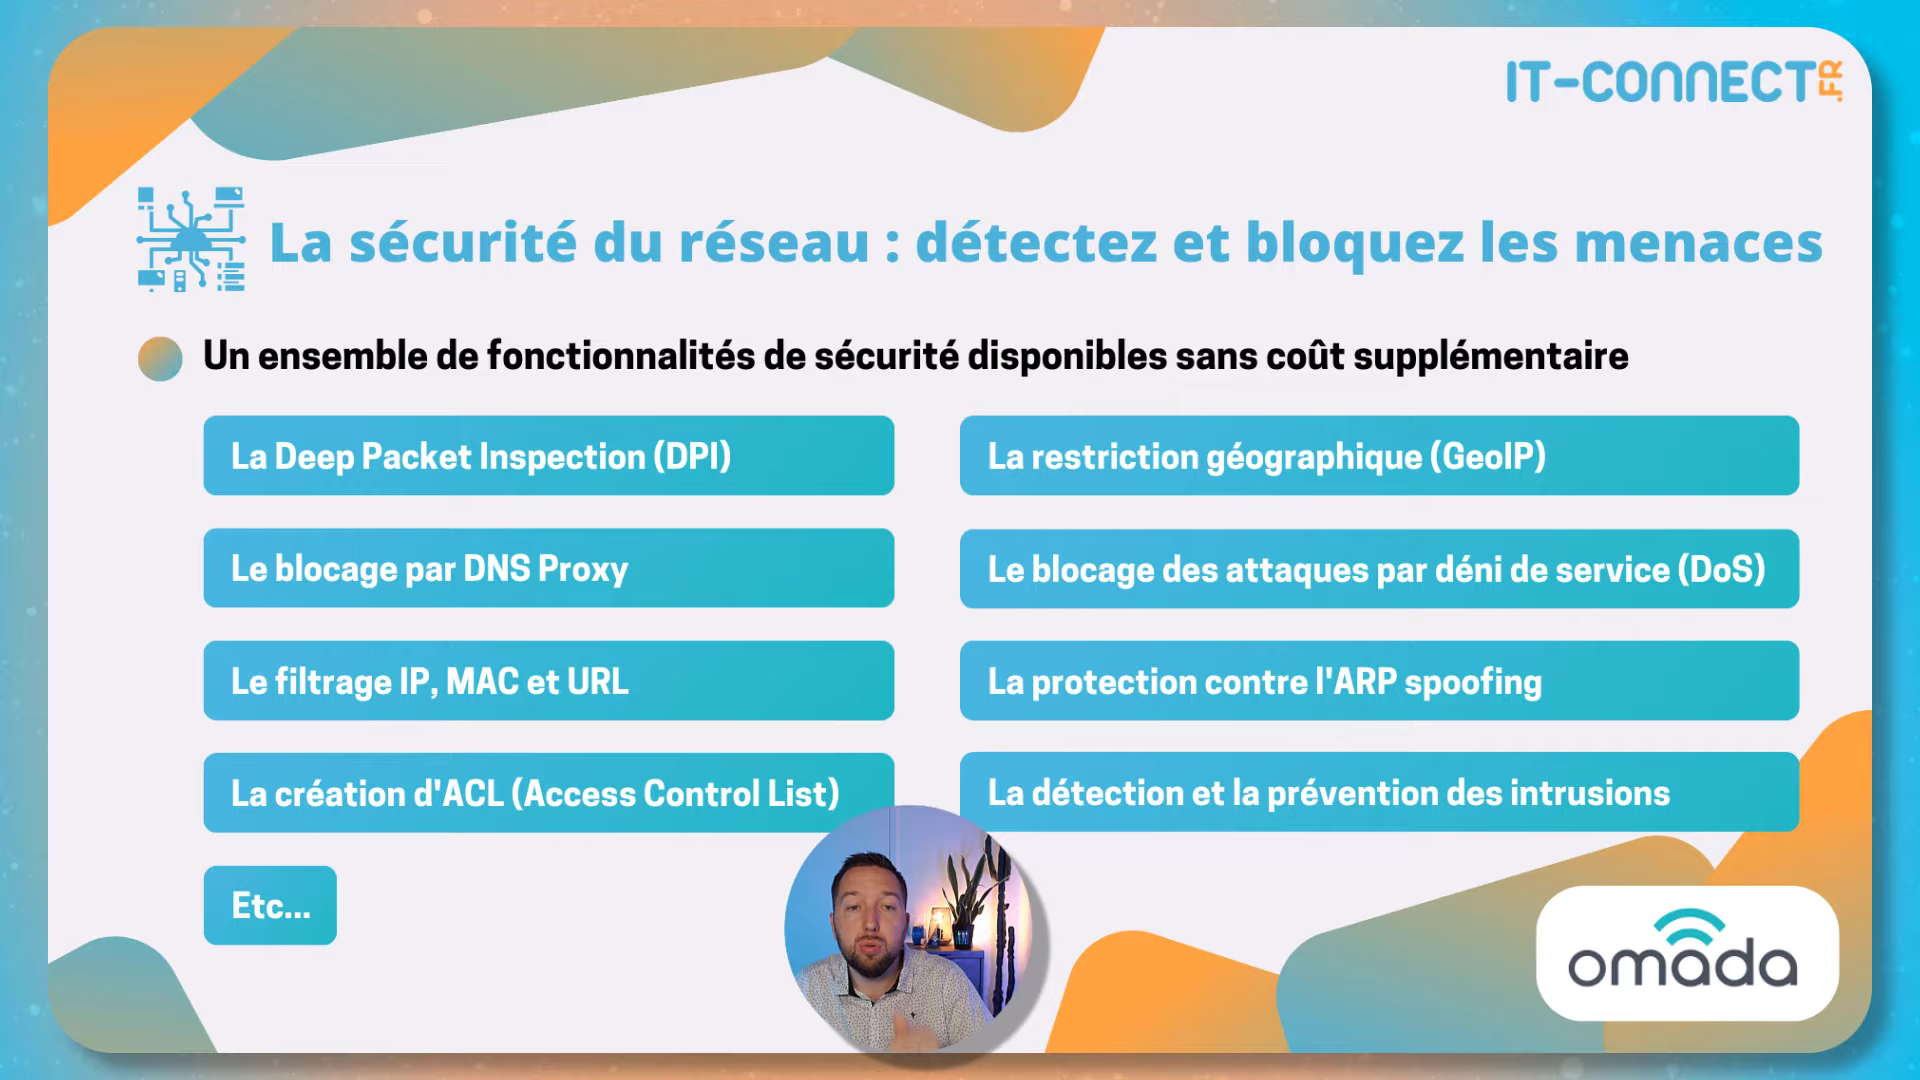 IT-CONNECT.FR
La sécurité du réseau : détectez et bloquez les menaces
Un ensemble de fonctionnalités de sécurité disponibles sans coût supplémentaire
La Deep Packet Inspection (DPI)
La restriction géographique (GeoIP)
Le blocage par DNS Proxy
Le blocage des attaques par déni de service (DoS)
Le filtrage IP, MAC et URL
La protection contre l'ARP spoofing
La création d'ACL (Access Control List)
La détection et la prévention des intrusions
Etc...
omada